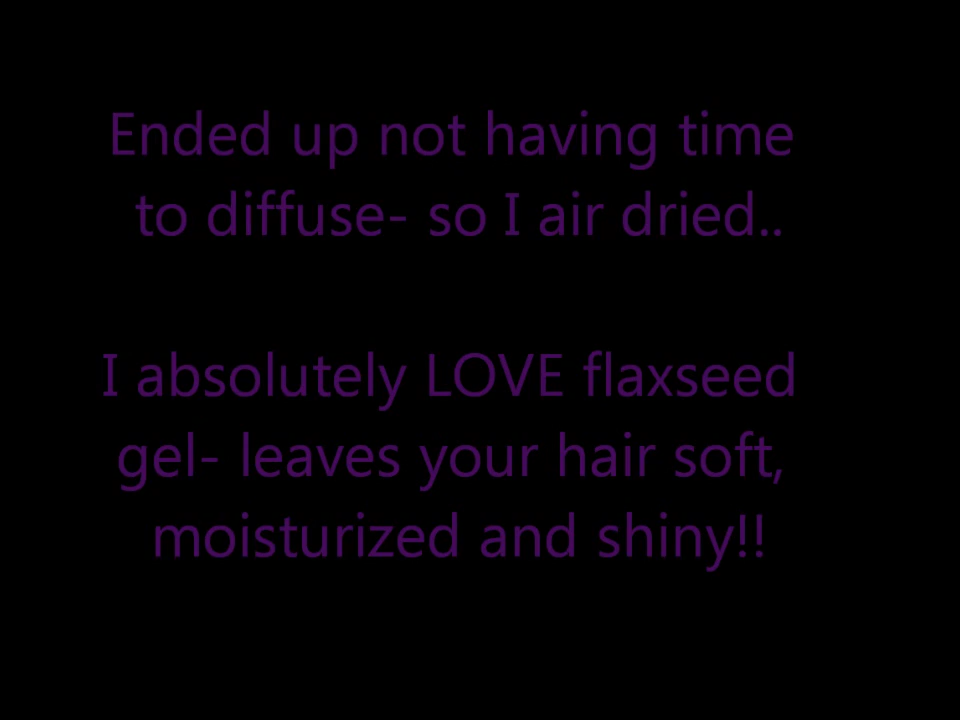 Ended up not having time
to diffuse- so I air dried..
I absolutely LOVE flaxseed
gel- leaves your hair soft,
moisturized and shiny!!